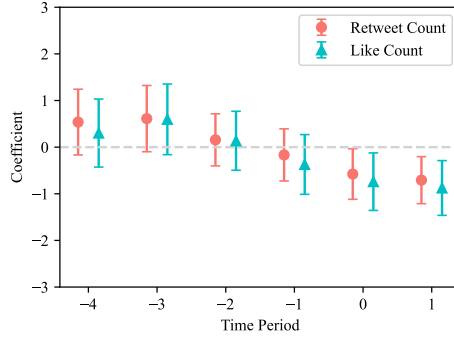 3
2
1
0
−1
−2
−3
Coefficient
Retweet Count
Like Count
−4 −3 −2 −1 0 1
Time Period